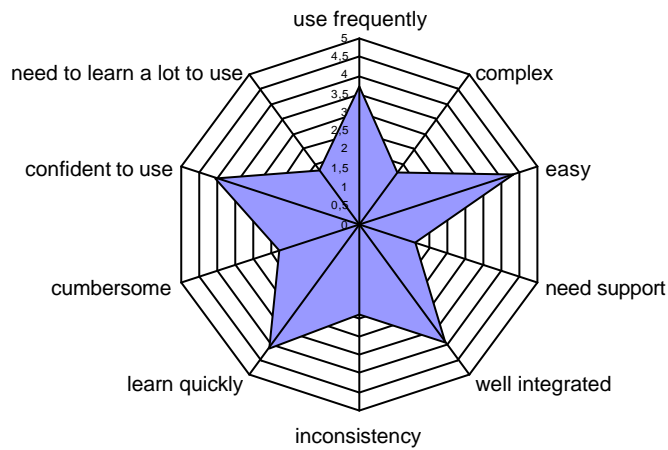 use frequently
5
4,5
need to learn a lot to use
4
complex
3,5
3
2,5
2
confident to use
1,5
easy
1
0,5
0
cumbersome
need support
learn quickly
well integrated
inconsistency